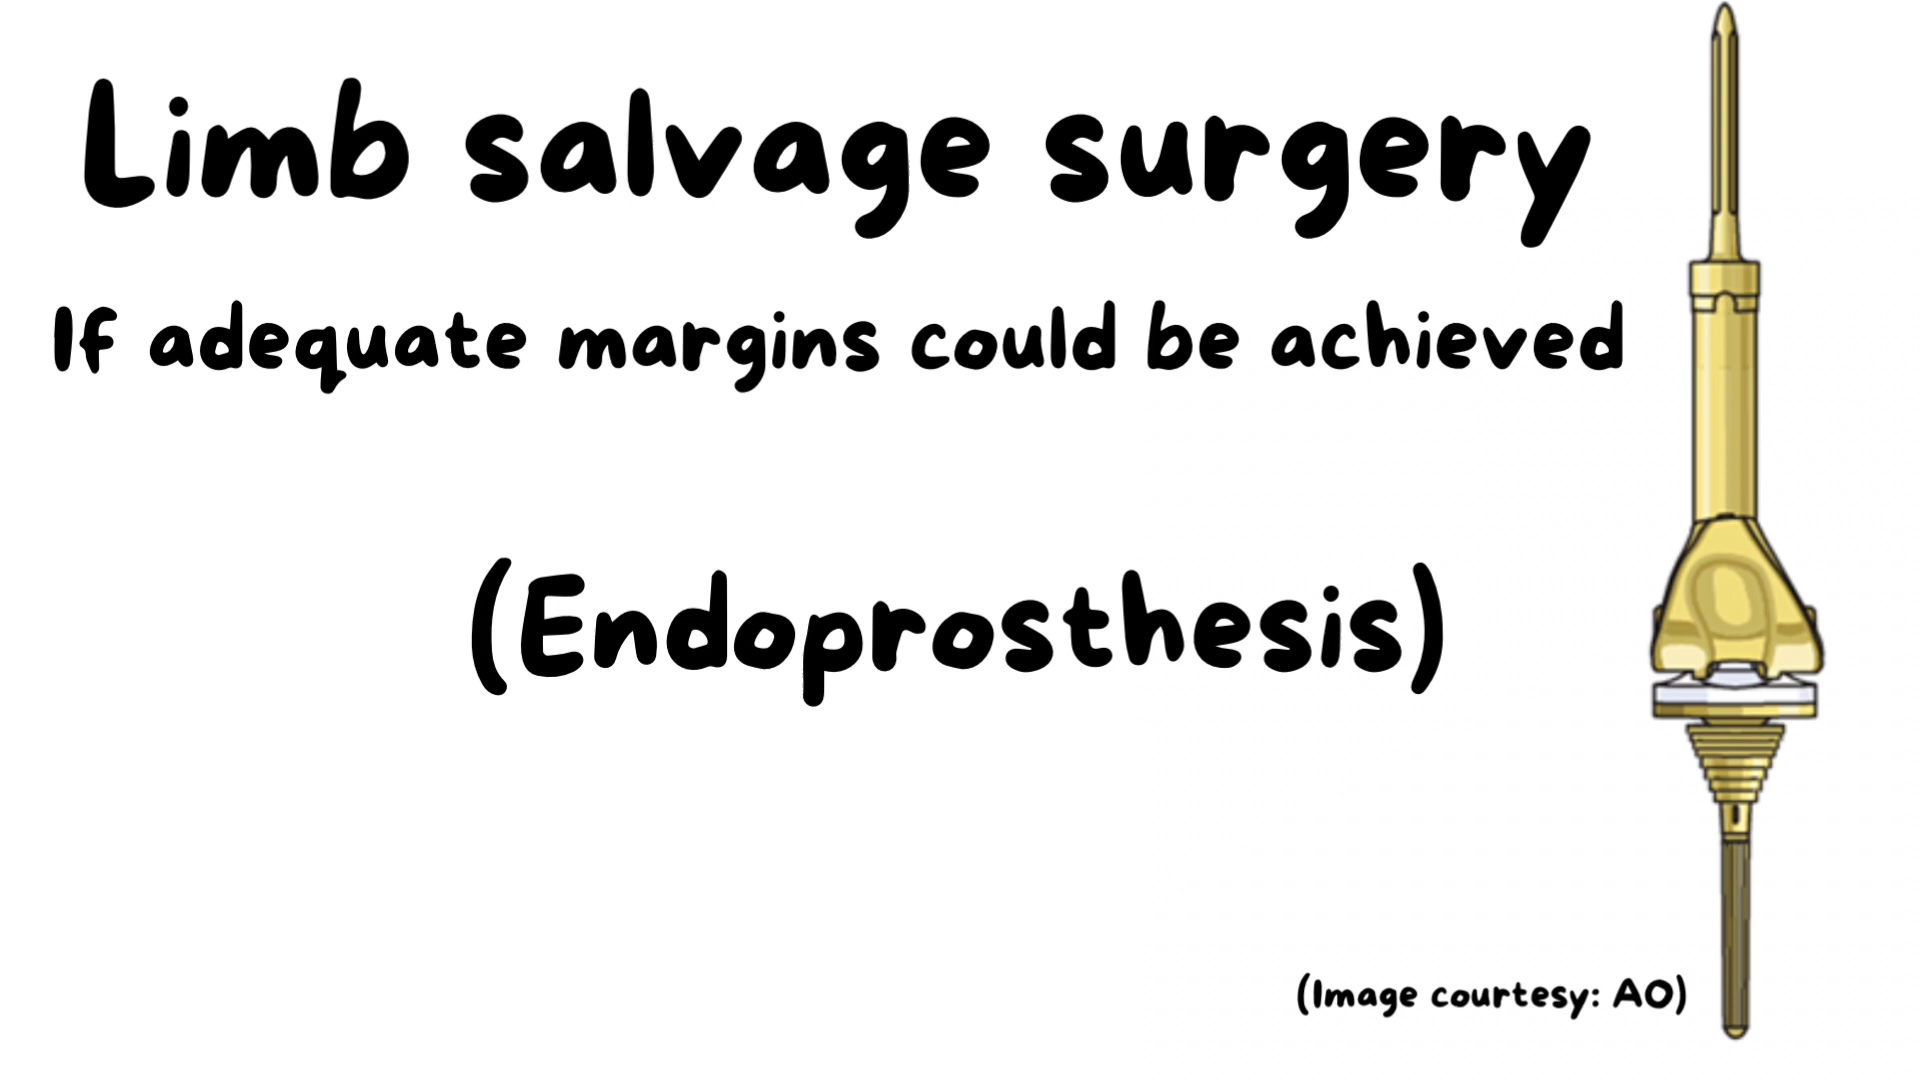 Limb salvage surgery
If adequate margins could be achieved
(Endoprosthesis)
(Image courtesy: AO)